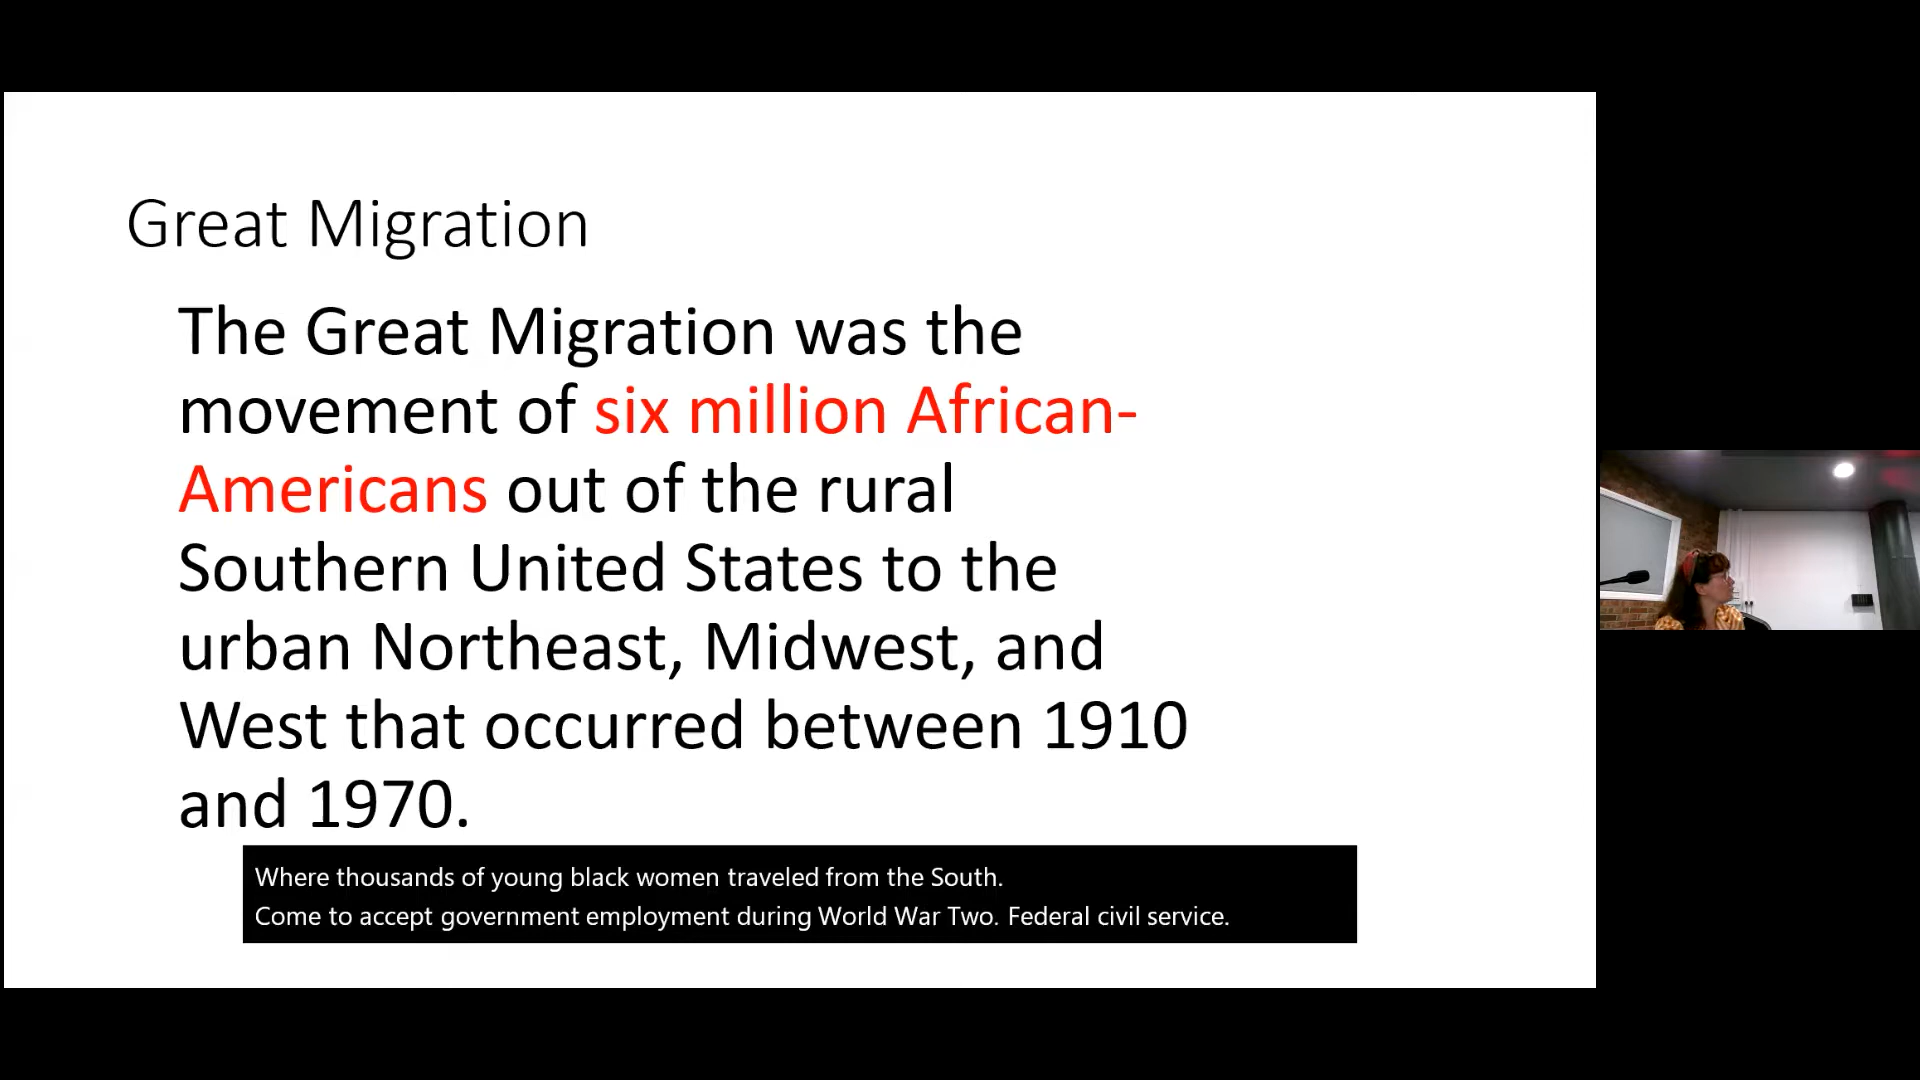 Great Migration
The Great Migration was the
movement of six million African-
Americans out of the rural
Southern United States to the
urban Northeast, Midwest, and
West that occurred between 1910
and 1970.
Where thousands of young black women traveled from the South.
Come to accept government employment during World War Two. Federal civil service.